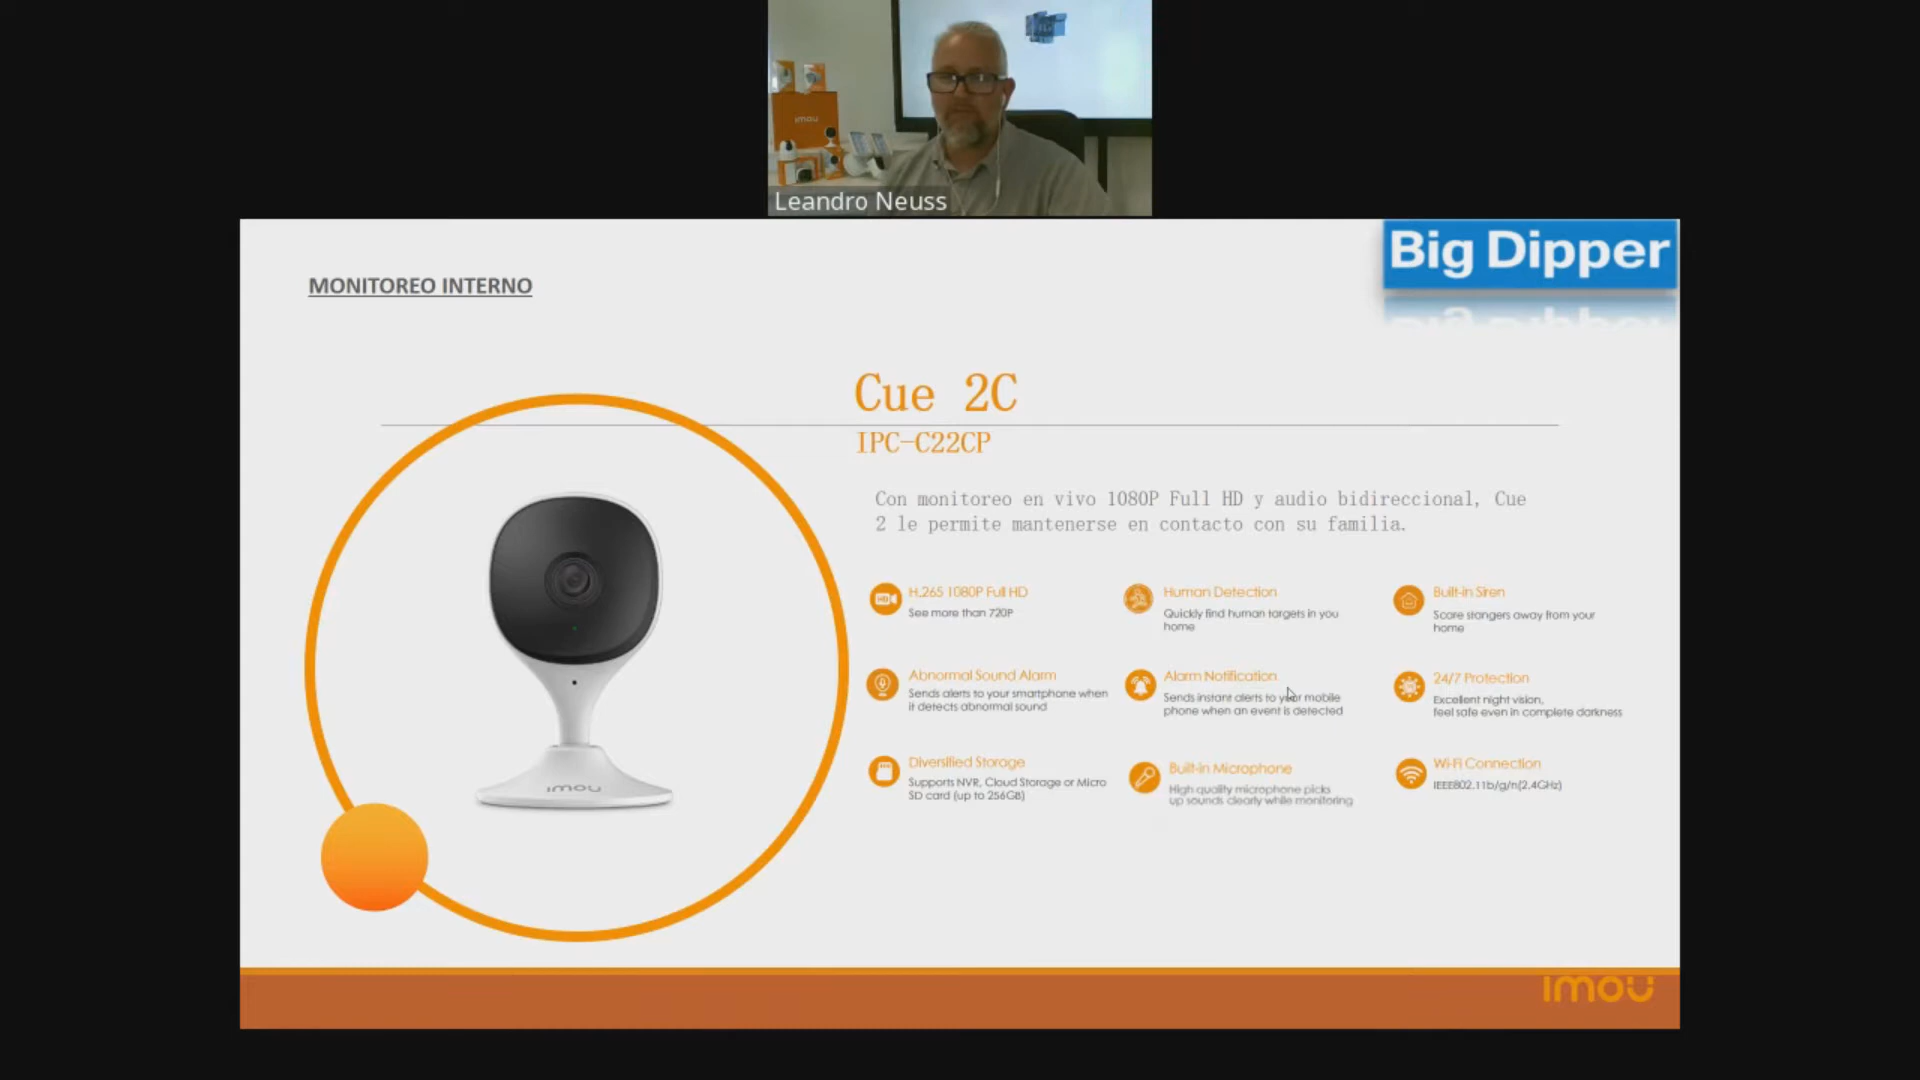 imou
Leandro Neuss
Big Dipper
MONITOREO INTERNO
Cue 2C
IPC-C22CP
Con monitoreo en vivo 1080P Full HD y audio bidireccional, Cue
2 le permite mantenerse en contacto con su familia.
H.265 1080P Full HD
See more than 720P
Human Detection
Quickly find human targets in you
home
Built-in Siren
Scare stangers away from your
home
Abnormal Sound Alarm
Sends alerts to your smartphone when
it detects abnormal sound
Alarm Notification
Sends instant alerts to your mobile
phone when an event is detected
24/7 Protection
Excellent night vision,
feel safe even in complete darkness
Diversified Storage
Supports NVR, Cloud Storage or Micro
SD card (up to 256GB)
Built-in Microphone
High quality microphone picks
up sounds clearly while monitoring
Wi-Fi Connection
IEEE802.11b/g/n(2.4GHz)
imou
imou